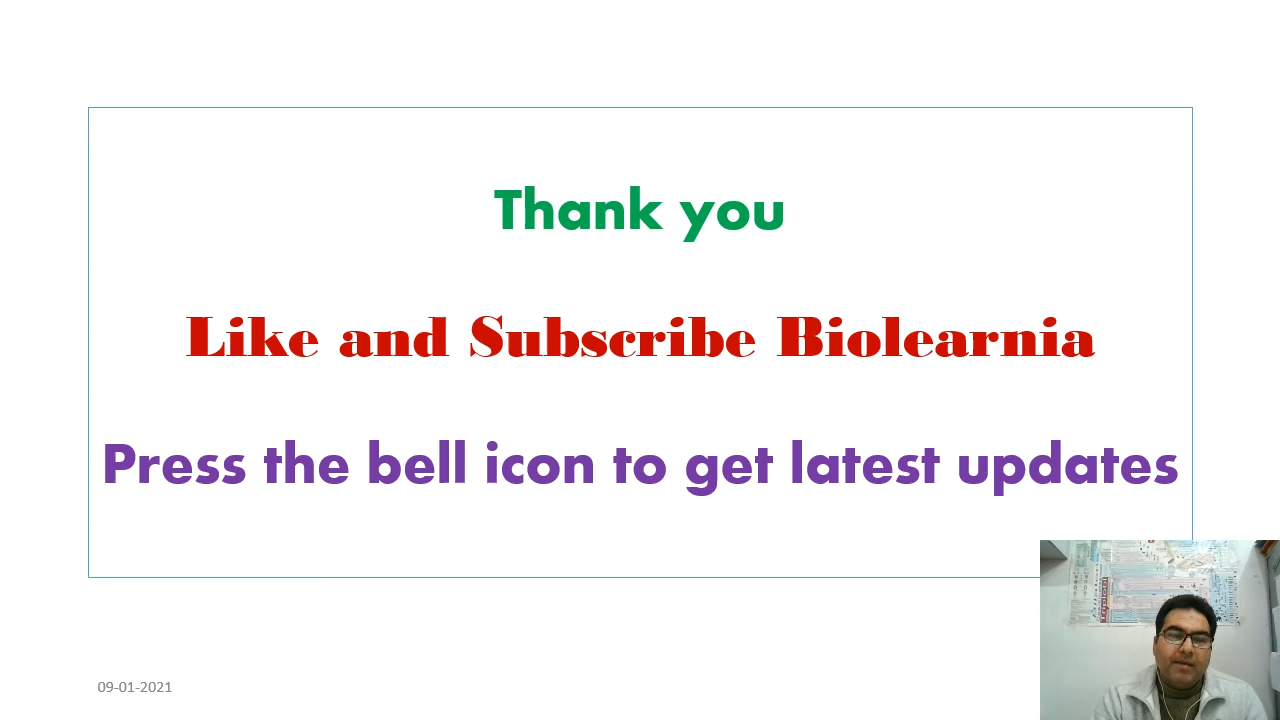 Thank you
Like and Subscribe Biolearnia
Press the bell icon to get latest updates
09-01-2021